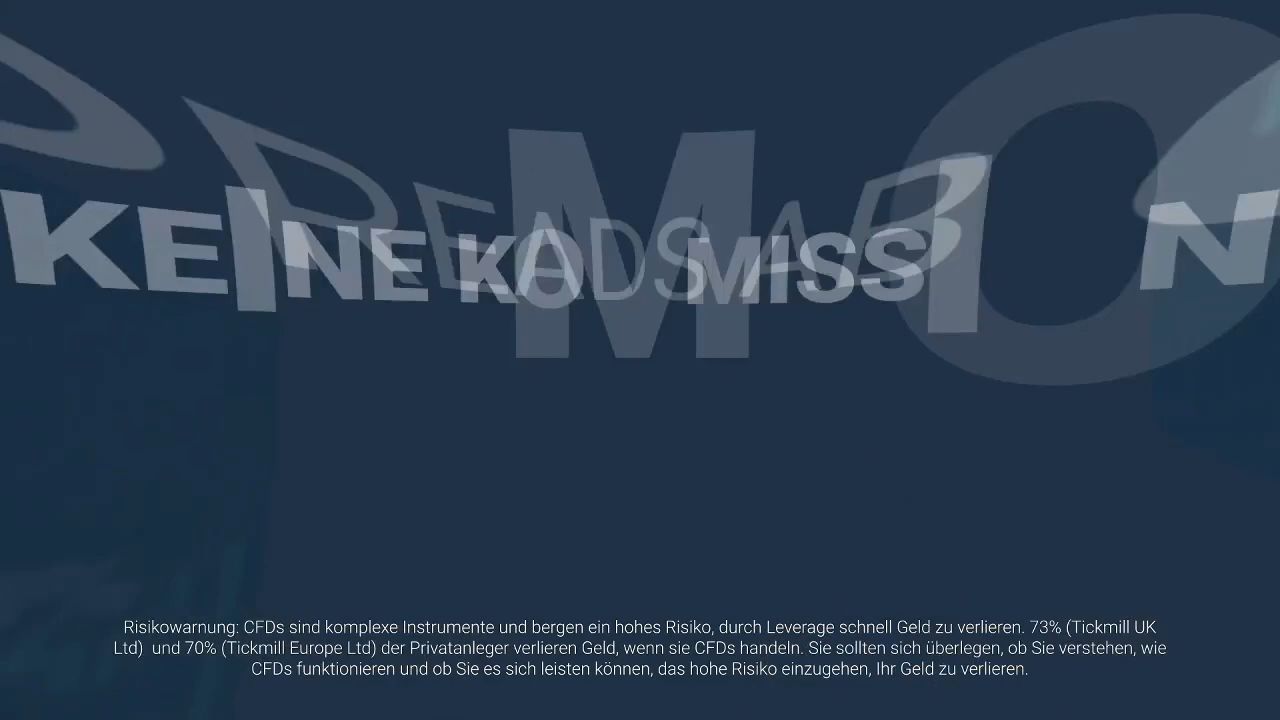 SPREADS AB
KEINE KOMMISSION
Risikowarnung: CFDs sind komplexe Instrumente und bergen ein hohes Risiko, durch Leverage schnell Geld zu verlieren. 73% (Tickmill UK
Ltd) und 70% (Tickmill Europe Ltd) der Privatanleger verlieren Geld, wenn sie CFDs handeln. Sie sollten sich überlegen, ob Sie verstehen, wie
CFDs funktionieren und ob Sie es sich leisten können, das hohe Risiko einzugehen, Ihr Geld zu verlieren.